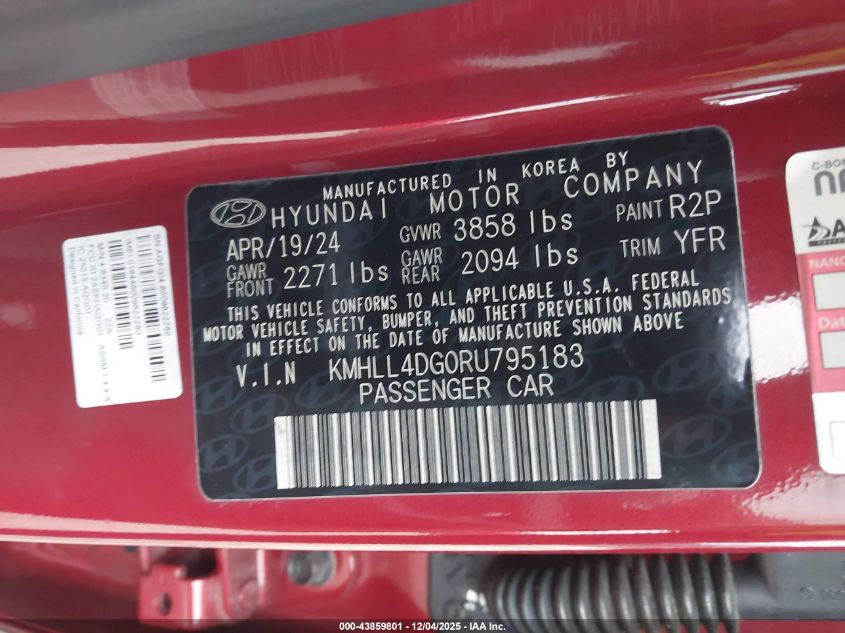 MANUFACTURED IN KOREA BY
HYUNDAI MOTOR COMPANY
APR/19/24 GVWR 3858 lbs PAINT R2P
GAWR FRONT 2271 lbs GAWR REAR 2094 lbs TRIM YFR
THIS VEHICLE CONFORMS TO ALL APPLICABLE U.S.A. FEDERAL
MOTOR VEHICLE SAFETY, BUMPER, AND THEFT PREVENTION STANDARDS
IN EFFECT ON THE DATE OF MANUFACTURE SHOWN ABOVE
V.I.N KMHLL4DG0RU795183
PASSENGER CAR
C-BON
NANO
Dat
000-43859801 - 12/04/2025 - IAA Inc.